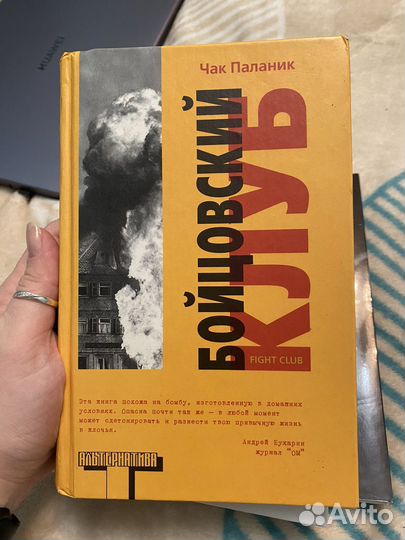 HUAWEI
Чак Паланик
БОЙЦОВСКИЙ
КЛУБ
FIGHT CLUB
Эта книга похожа на бомбу, изготовленную в домашних
условиях. Опасна почти так же — в любой момент
может сдетонировать и разнести твою привычную жизнь
в клочья.
Андрей Бухарин
журнал "ОМ"
АЛЬТЕРНАТИВА
Avito